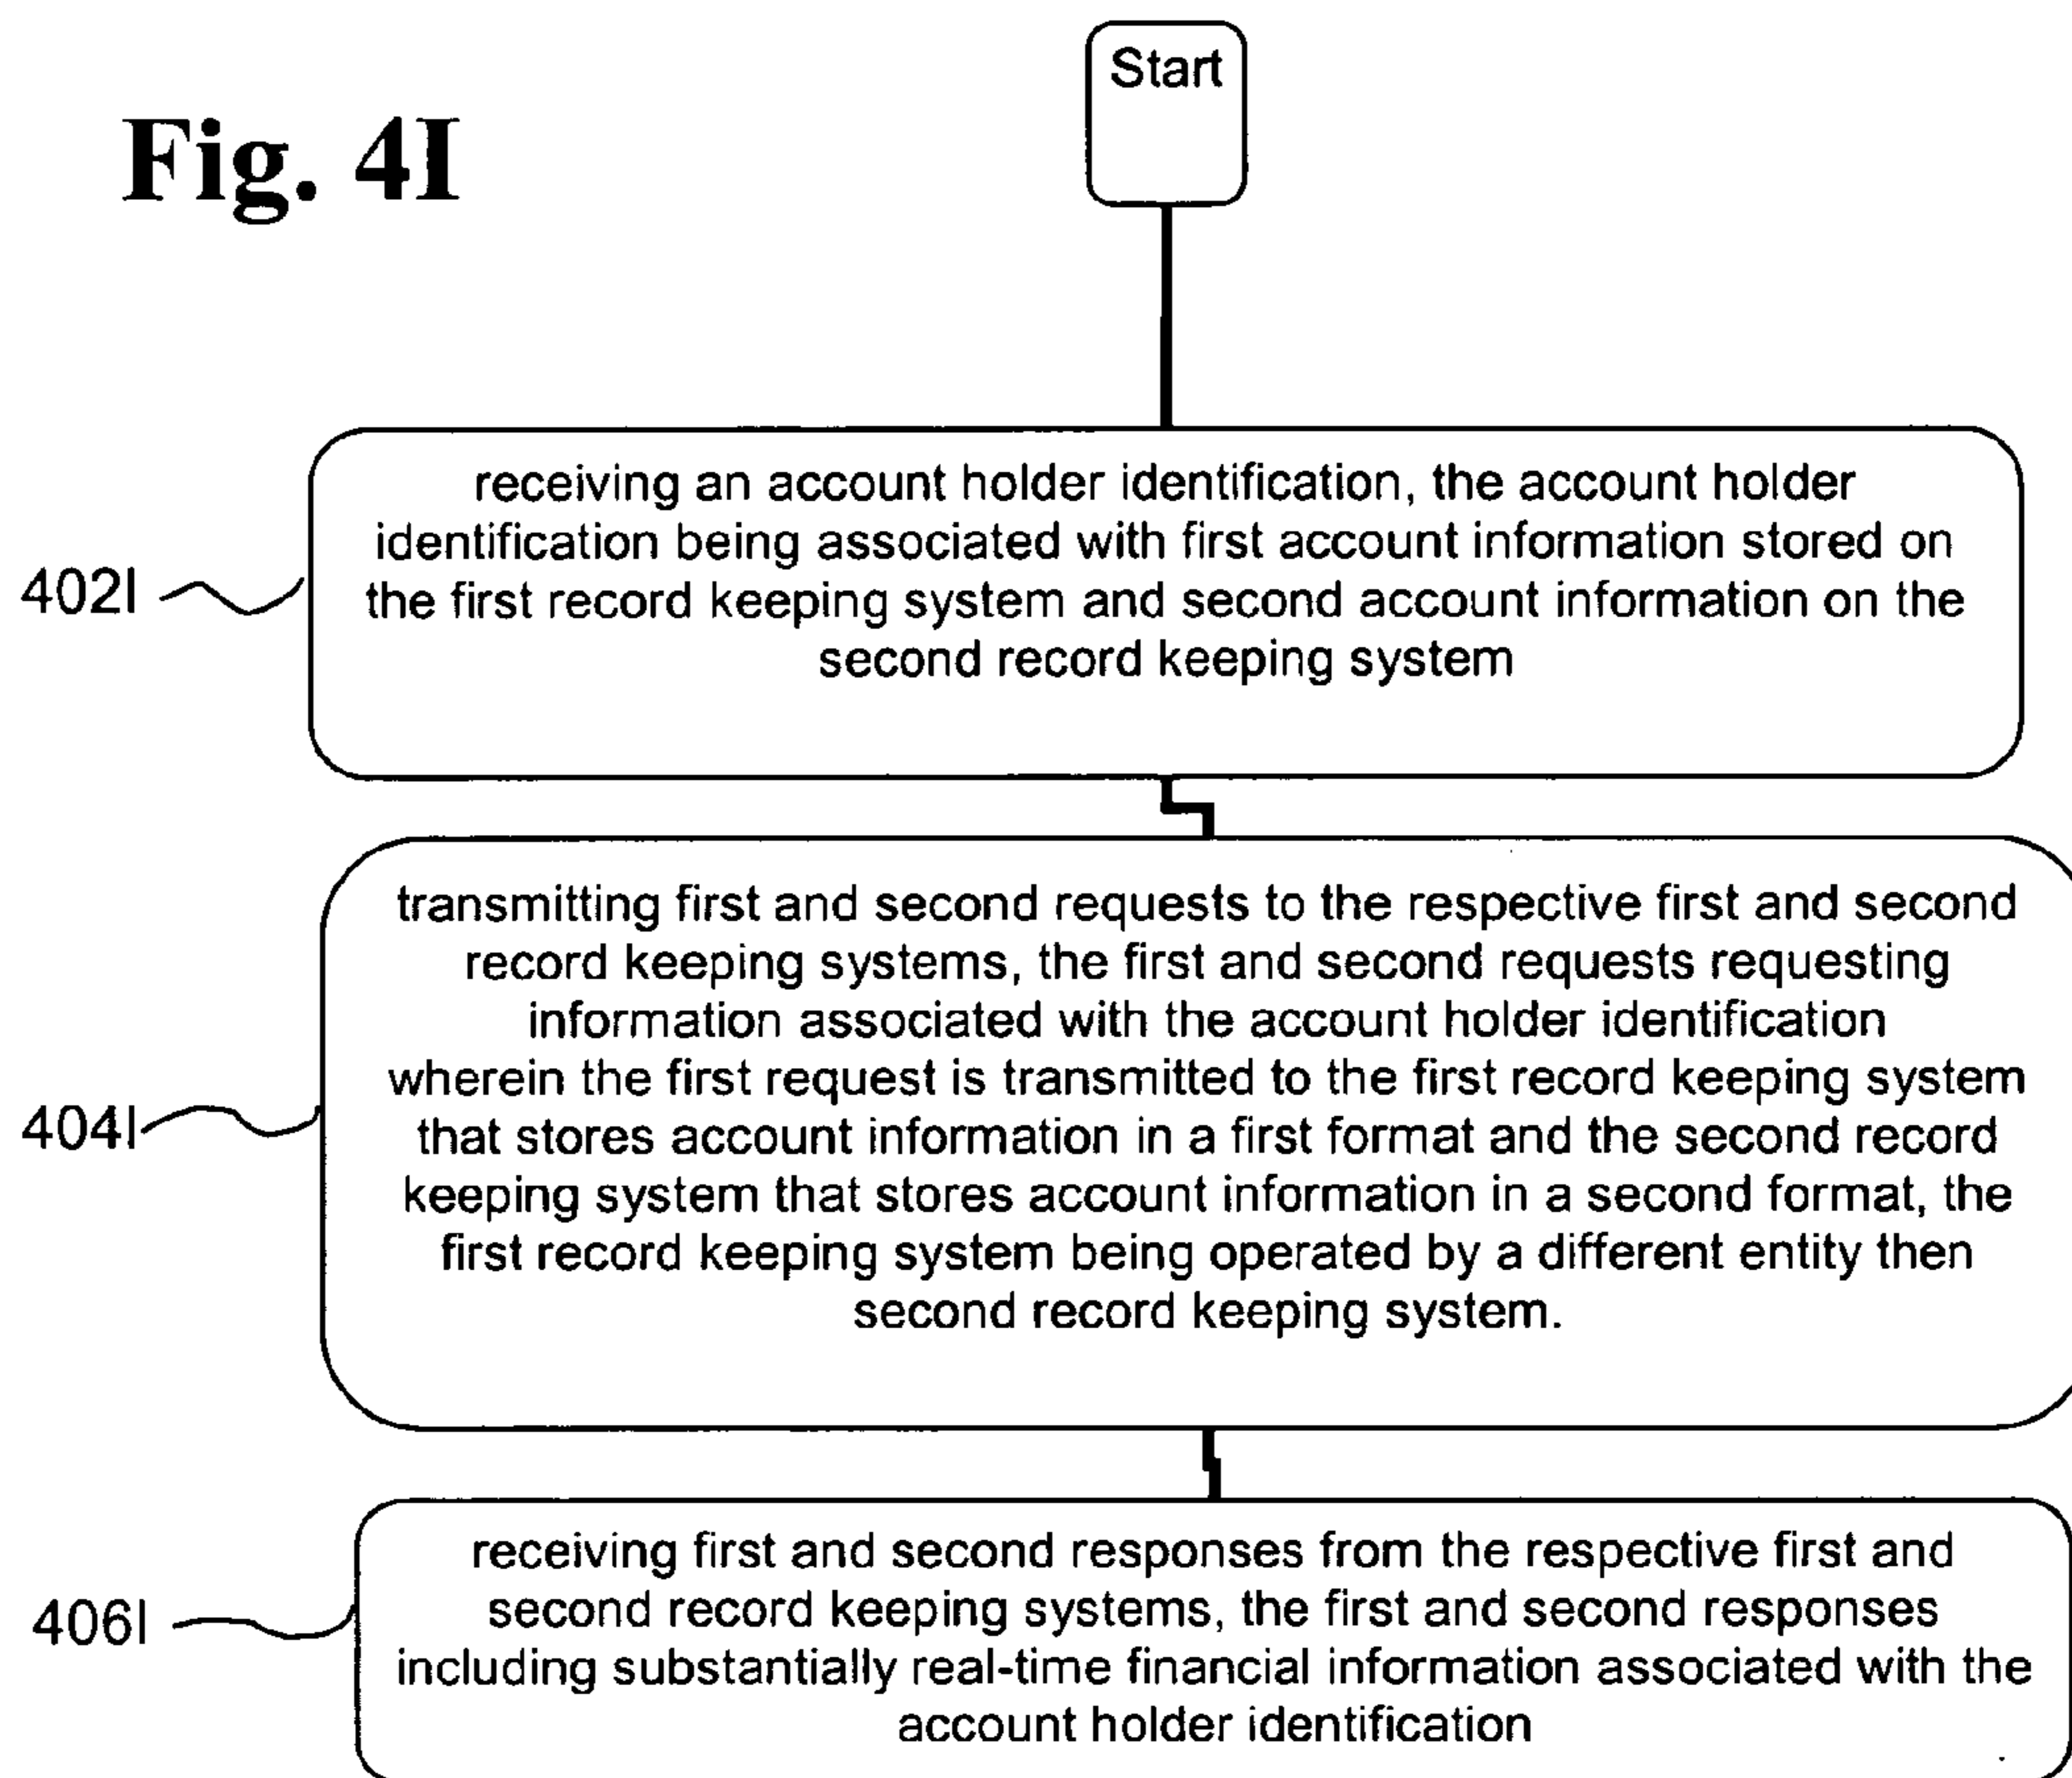 Start
Fig. 4I
receiving an account holder identification, the account holder
identification being associated with first account information stored on
the first record keeping system and second account information on the
second record keeping system
402I
transmitting first and second requests to the respective first and second
record keeping systems, the first and second requests requesting
information associated with the account holder identification
wherein the first request is transmitted to the first record keeping system
that stores account information in a first format and the second record
keeping system that stores account information in a second format, the
first record keeping system being operated by a different entity then
second record keeping system.
404I
receiving first and second responses from the respective first and
second record keeping systems, the first and second responses
including substantially real-time financial information associated with the
account holder identification
406I